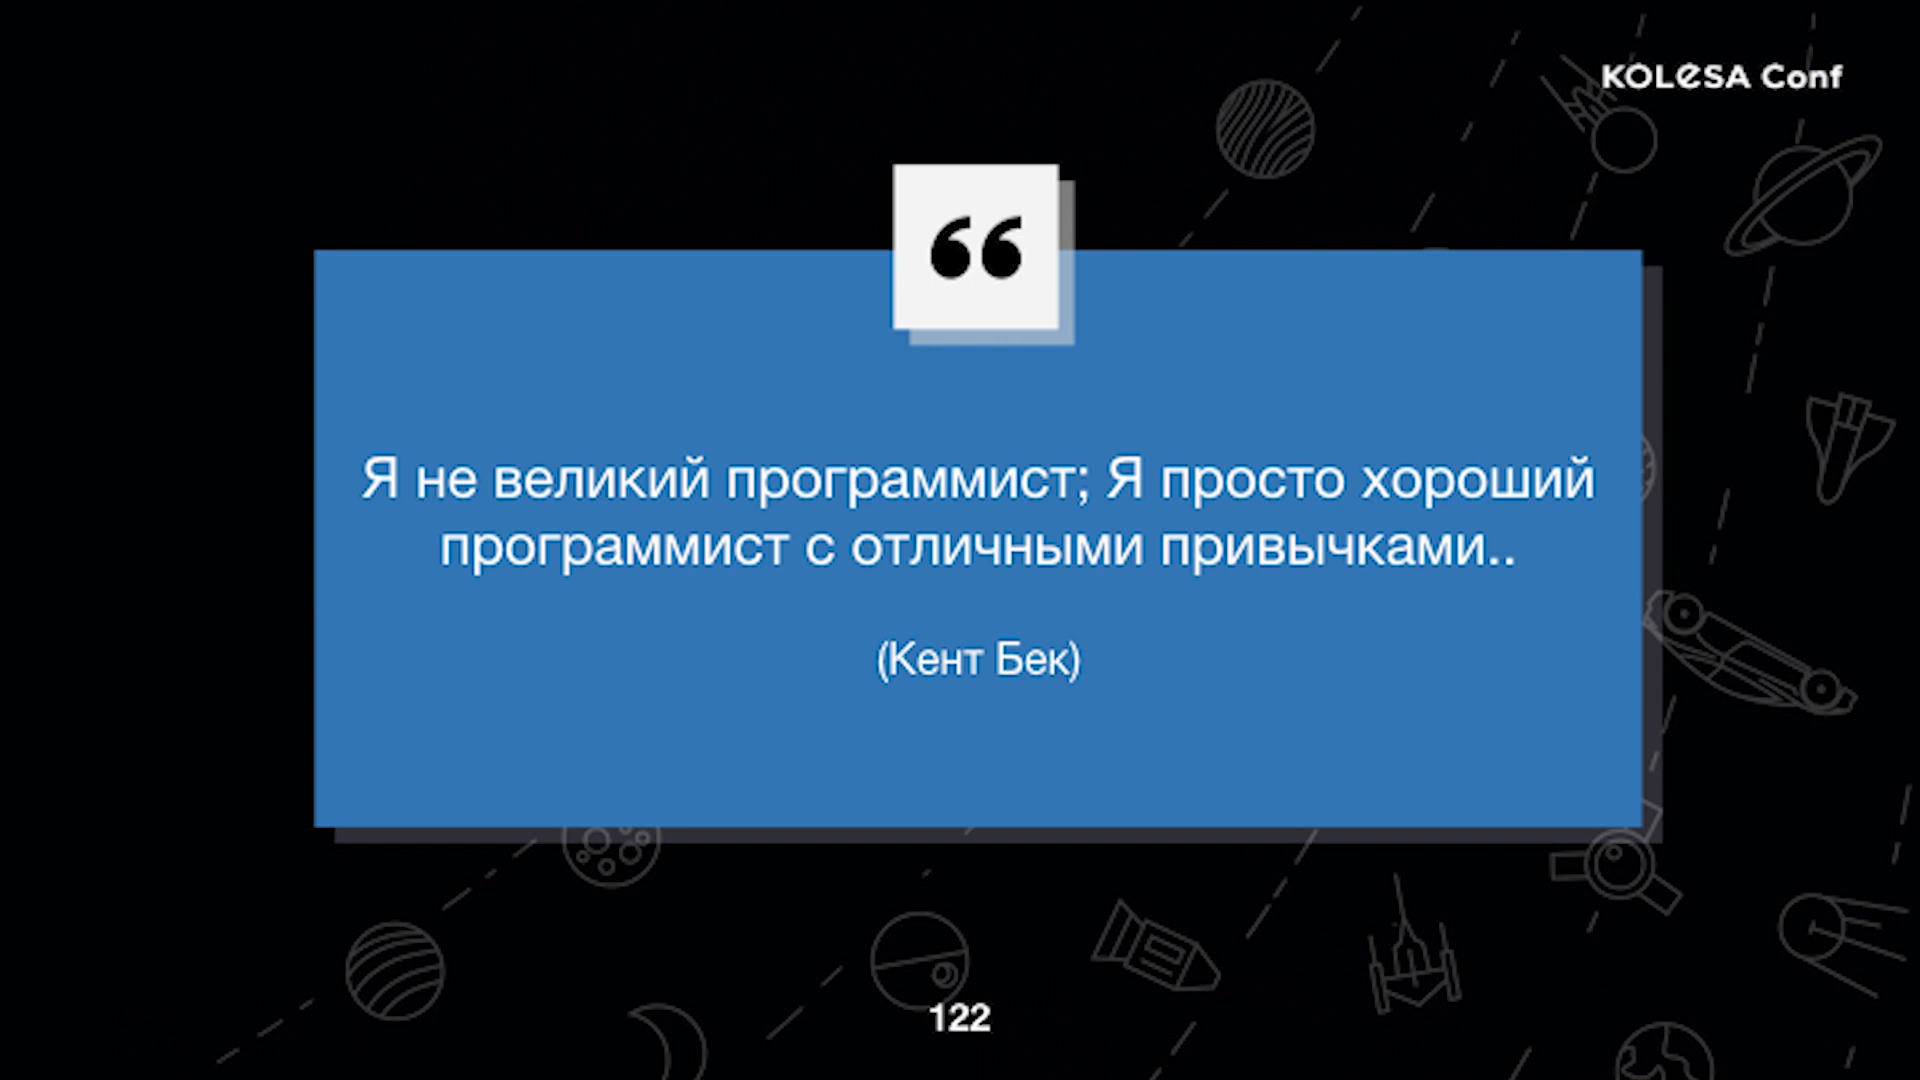 KOLESA Conf
“
Я не великий программист; Я просто хороший
программист с отличными привычками..
(Кент Бек)
122